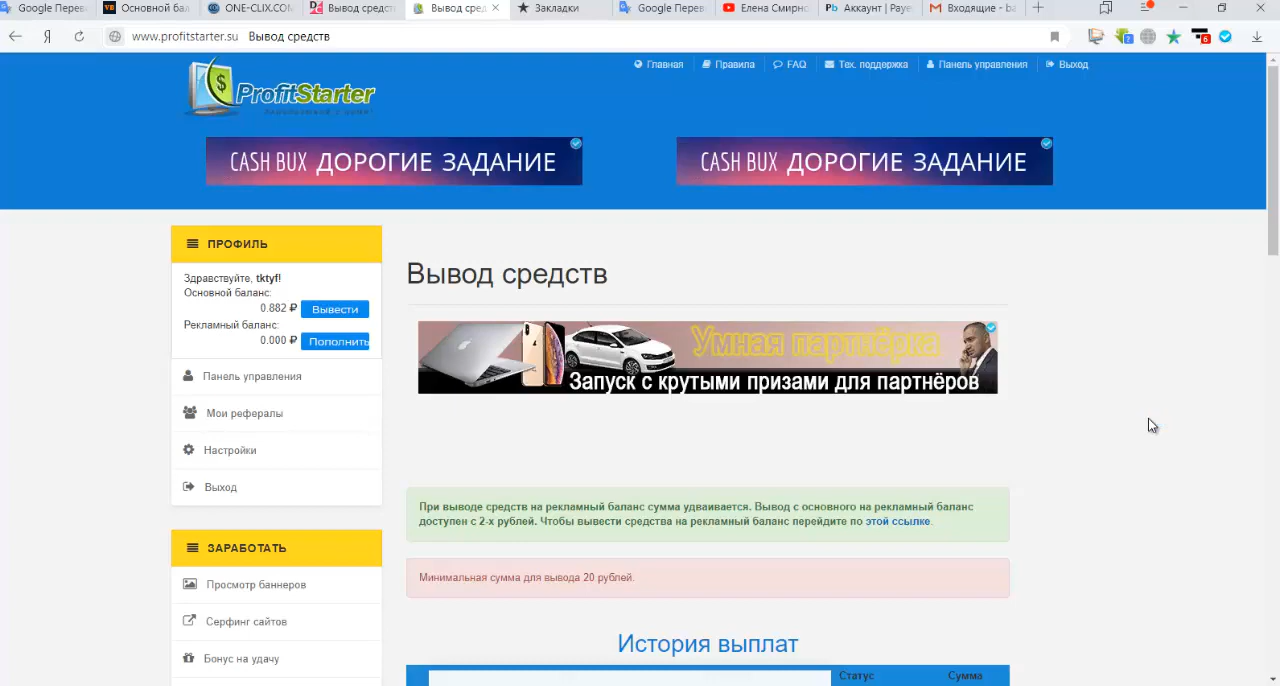 Google Перев
Основной бал
ONE-CLIX.COM
Вывод средст
Вывод сред
Закладки
Google Перев
Елена Смирно
Аккаунт | Paye
Входящие - ba
www.profitstarter.su Вывод средств
Главная
Правила
FAQ
Тех. поддержка
Панель управления
Выход
ProfitStarter
CASH BUX ДОРОГИЕ ЗАДАНИЕ
CASH BUX ДОРОГИЕ ЗАДАНИЕ
ПРОФИЛЬ
Здравствуйте, tktyf!
Основной баланс:
0.882 ₽ Вывести
Рекламный баланс:
0.000 ₽ Пополнить
Панель управления
Мои рефералы
Настройки
Выход
ЗАРАБОТАТЬ
Просмотр баннеров
Серфинг сайтов
Бонус на удачу
Вывод средств
Умная партнёрка
Запуск с крутыми призами для партнёров
При выводе средств на рекламный баланс сумма удваивается. Вывод с основного на рекламный баланс
доступен с 2-х рублей. Чтобы вывести средства на рекламный баланс перейдите по этой ссылке.
Минимальная сумма для вывода 20 рублей.
История выплат
Статус
Сумма